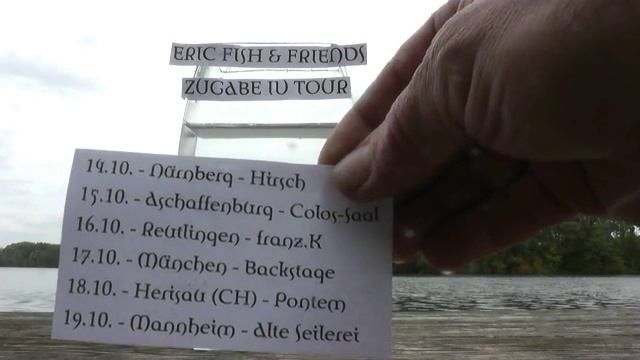 ERIC FISH & FRIENDS
ZUGABE IV TOUR
14.10. - Nürnberg - Hirsch
15.10. - Aschaffenburg - Colos-Saal
16.10. - Reutlingen - franz.K
17.10. - München - Backstage
18.10. - Herisau (CH) - Pontem
19.10. - Mannheim - Alte Seilerei